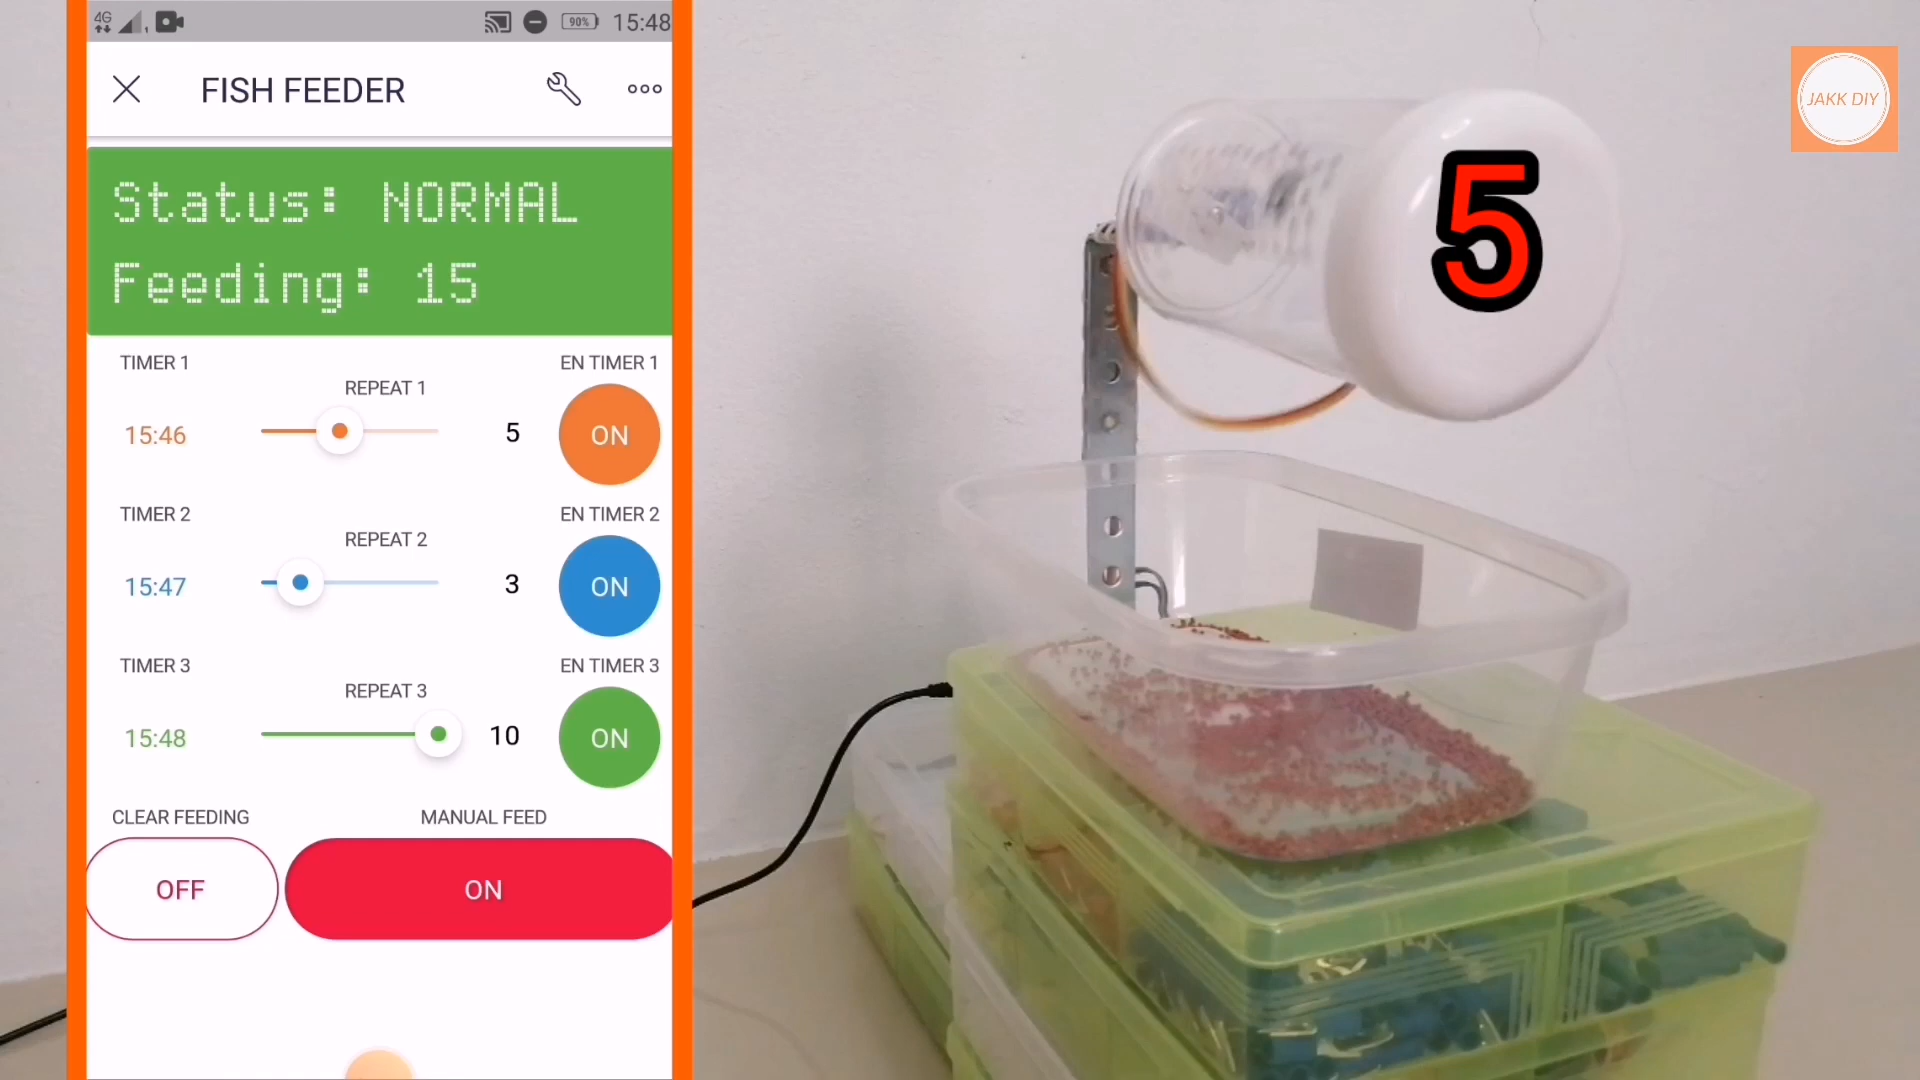 4G
90%
15:48
FISH FEEDER
Status: NORMAL
Feeding: 15
TIMER 1
REPEAT 1
EN TIMER 1
15:46
5
ON
TIMER 2
REPEAT 2
EN TIMER 2
15:47
3
ON
TIMER 3
REPEAT 3
EN TIMER 3
15:48
10
ON
CLEAR FEEDING
MANUAL FEED
OFF
ON
5
JAKK DIY